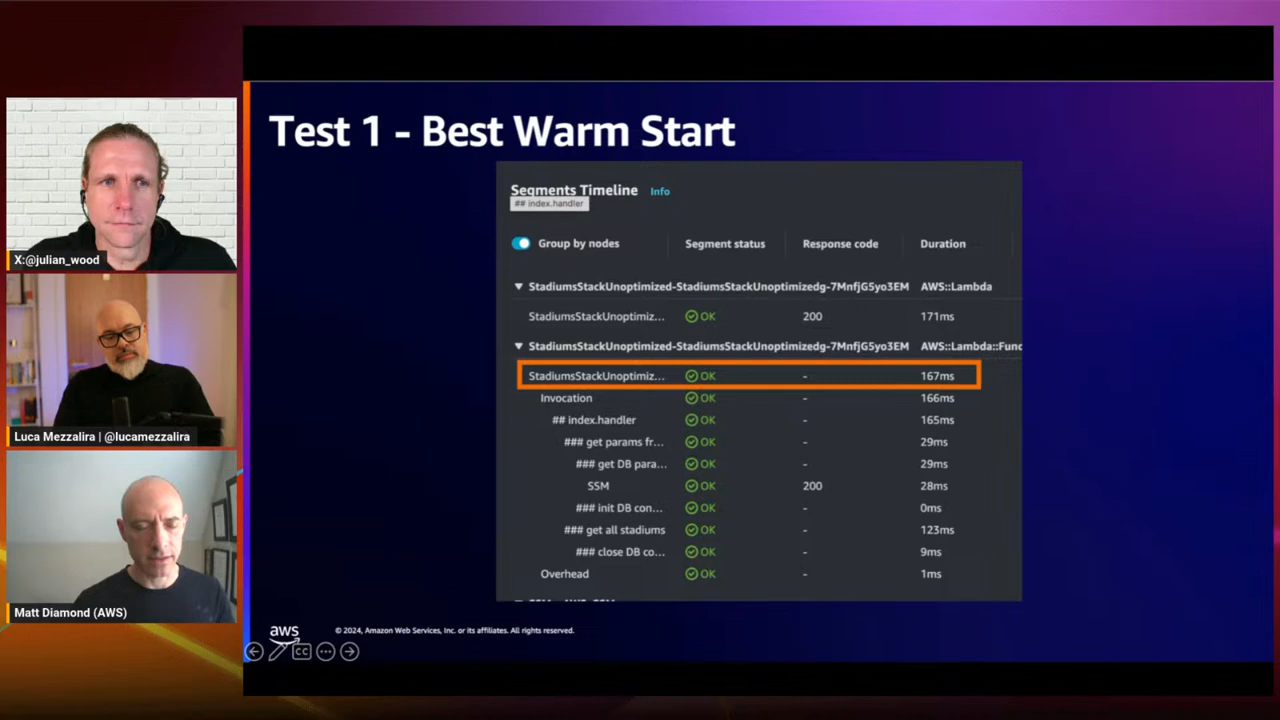 X:@julian_wood
Luca Mezzalira | @lucamezzalira
Matt Diamond (AWS)
Test 1 - Best Warm Start
Segments Timeline Info
## index.handler
Group by nodes Segment status Response code Duration
StadiumsStackUnoptimized-StadiumsStackUnoptimizedg-7MnfjG5yo3EM AWS::Lambda
StadiumsStackUnoptimiz... OK 200 171ms
StadiumsStackUnoptimized-StadiumsStackUnoptimizedg-7MnfjG5yo3EM AWS::Lambda::Func
StadiumsStackUnoptimiz... OK - 167ms
Invocation OK - 166ms
## index.handler OK - 165ms
### get params fr... OK - 29ms
### get DB para... OK - 29ms
SSM OK 200 28ms
### init DB con... OK - 0ms
### get all stadiums OK - 123ms
### close DB co... OK - 9ms
Overhead OK - 1ms
aws
© 2024, Amazon Web Services, Inc. or its affiliates. All rights reserved.
CC